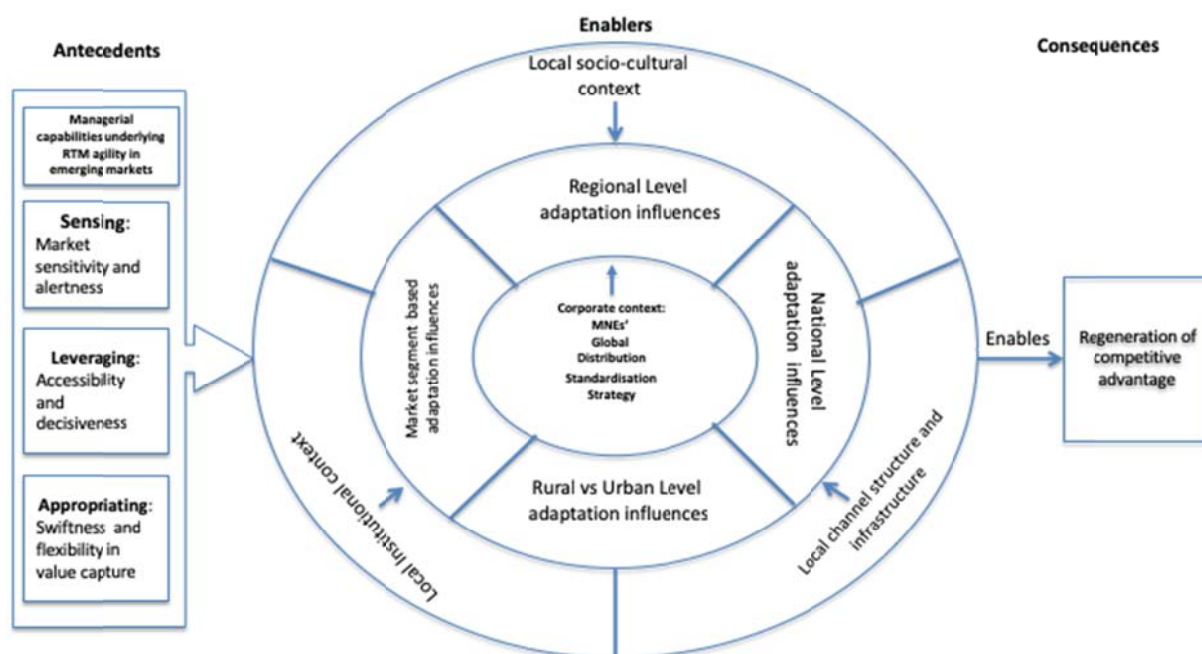 Antecedents
Managerial
capabilities underlying
RTM agility in
emerging markets
Sensing:
Market
sensitivity and
alertness
Leveraging:
Accessibility
and
decisiveness
Appropriating:
Swiftness and
flexibility in
value capture
Enablers
Local socio-cultural
context
Regional Level
adaptation influences
Market segment based
adaptation influences
Corporate context:
MNEs'
Global
Distribution
Standardisation
Strategy
National Level
adaptation influences
Rural vs Urban Level
adaptation influences
Local Institutional context
Local channel structure and
infrastructure
Consequences
Enables
Regeneration of
competitive
advantage